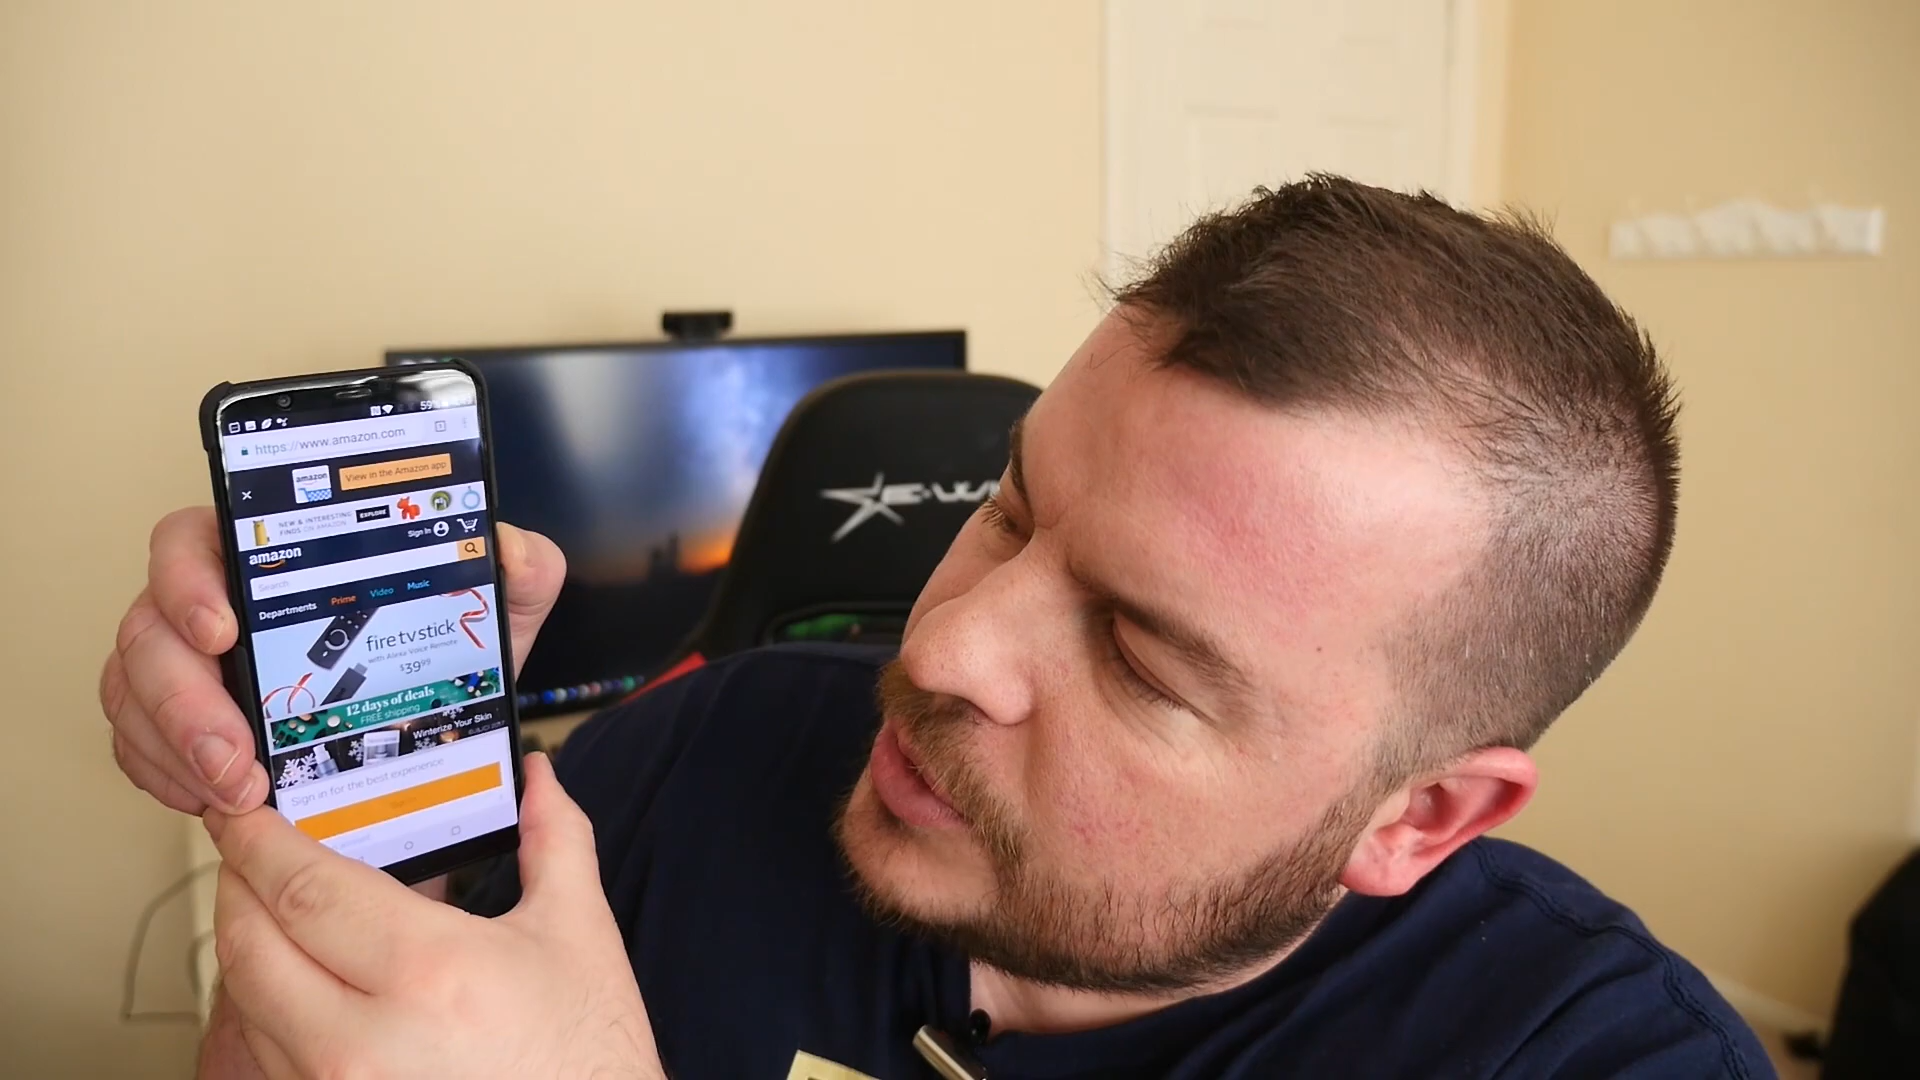 59%
https://www.amazon.com
amazon
View in the Amazon app
NEW & INTERESTING
FINDS ON AMAZON
EXPLORE
Sign In
amazon
Search
Departments
Prime
Video
Music
fire tv stick
with Alexa Voice Remote
$39.99
12 days of deals
FREE shipping
Winterize Your Skin
Sign in for the best experience